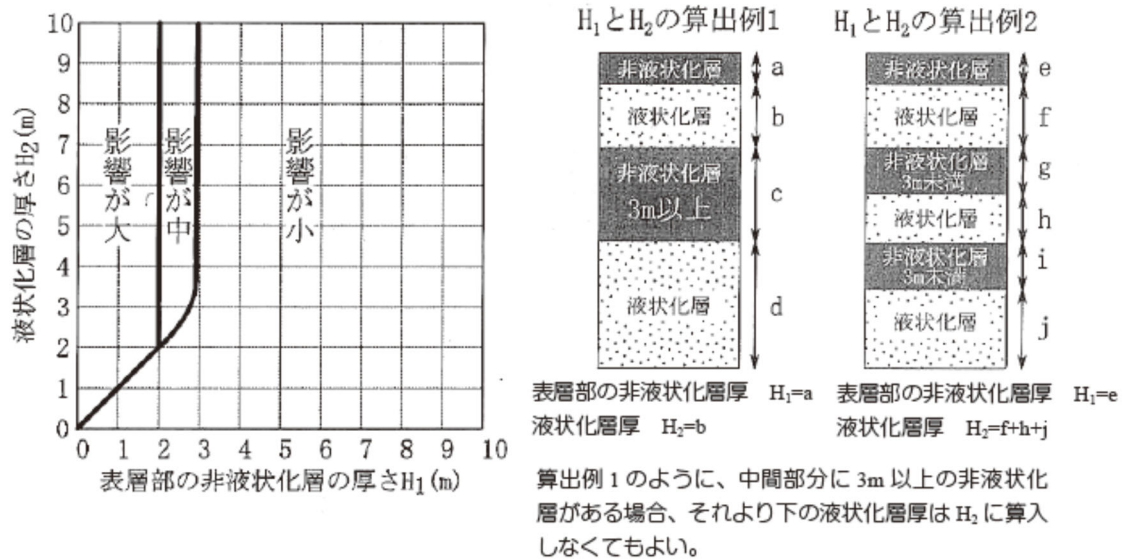 10
9
8
7
6
5
4
3
2
1
0
液状化層の厚さH₂(m)
影響が大
影響が中
影響が小
0 1 2 3 4 5 6 7 8 9 10
表層部の非液状化層の厚さH₁(m)
H₁とH₂の算出例1
非液状化層
a
液状化層
b
非液状化層
3m以上
c
液状化層
d
表層部の非液状化層厚 H₁=a
液状化層厚 H₂=b
H₁とH₂の算出例2
非液状化層
e
液状化層
f
非液状化層
3m未満
g
液状化層
h
非液状化層
3m未満
i
液状化層
j
表層部の非液状化層厚 H₁=e
液状化層厚 H₂=f+h+j
算出例 1 のように、中間部分に 3m 以上の非液状化
層がある場合、それより下の液状化層厚は H₂ に算入
しなくてもよい。